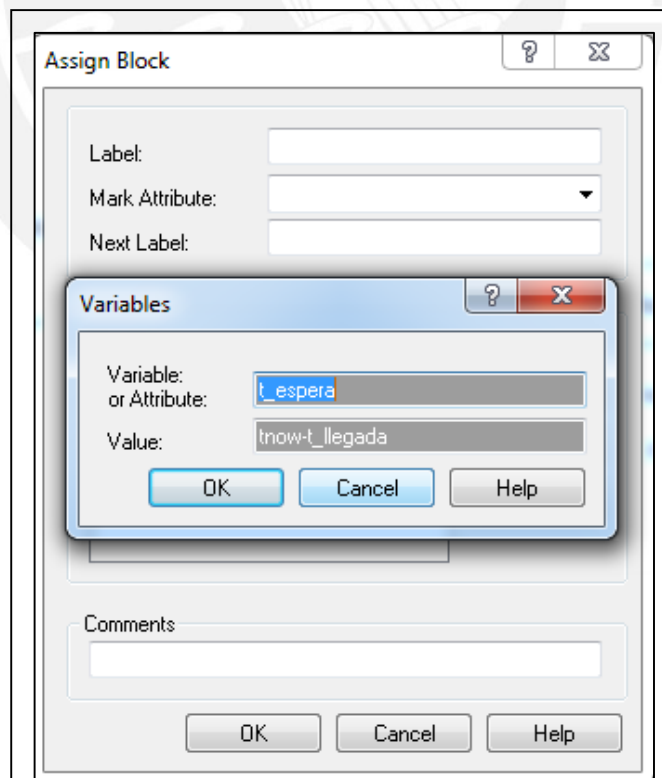 Assign Block
Label:
Mark Attribute:
Next Label:
Variables
Variable:
or Attribute:
t_espera
Value:
tnow-t_llegada
OK Cancel Help
Comments
OK Cancel Help